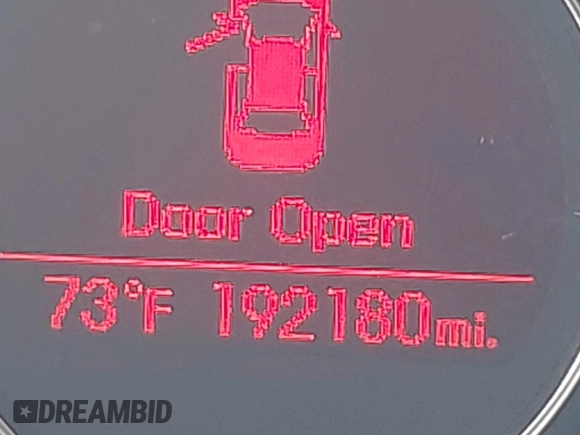 Door Open
73°F 192180mi.
DREAMBID